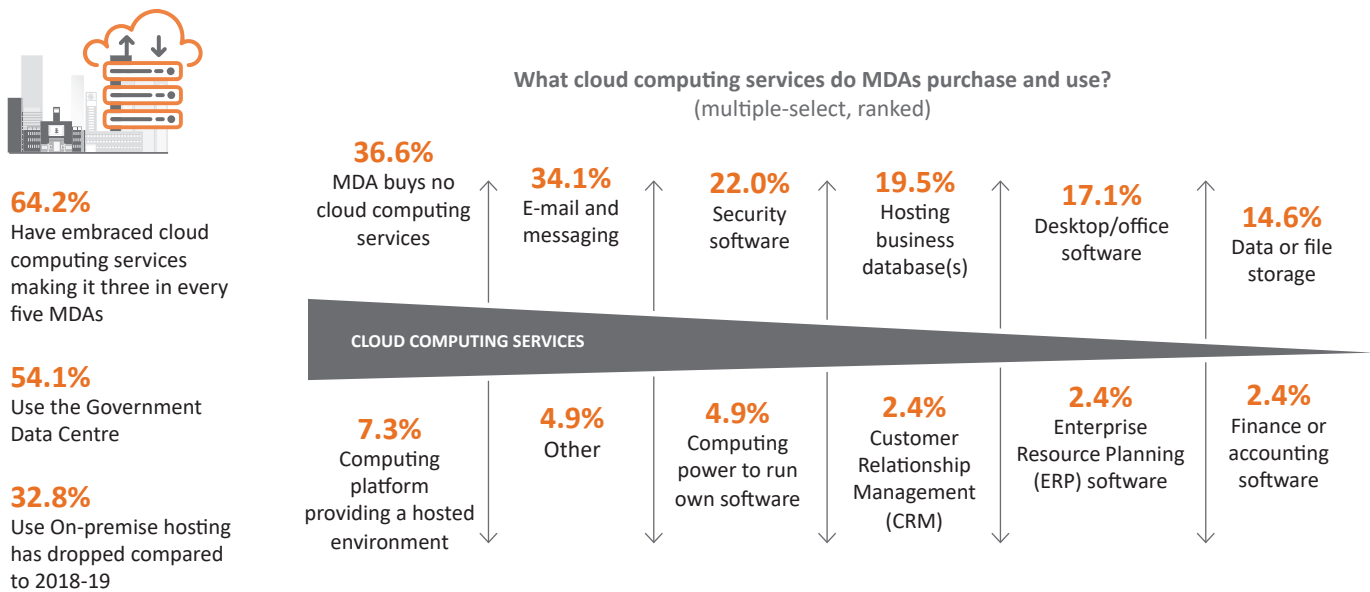 What cloud computing services do MDAs purchase and use?
(multiple-select, ranked)
64.2%
Have embraced cloud
computing services
making it three in every
five MDAs
54.1%
Use the Government
Data Centre
32.8%
Use On-premise hosting
has dropped compared
to 2018-19
36.6%
MDA buys no
cloud computing
services
34.1%
E-mail and
messaging
22.0%
Security
software
19.5%
Hosting
business
database(s)
17.1%
Desktop/office
software
14.6%
Data or file
storage
CLOUD COMPUTING SERVICES
7.3%
Computing
platform
providing a hosted
environment
4.9%
Other
4.9%
Computing
power to run
own software
2.4%
Customer
Relationship
Management
(CRM)
2.4%
Enterprise
Resource Planning
(ERP) software
2.4%
Finance or
accounting
software